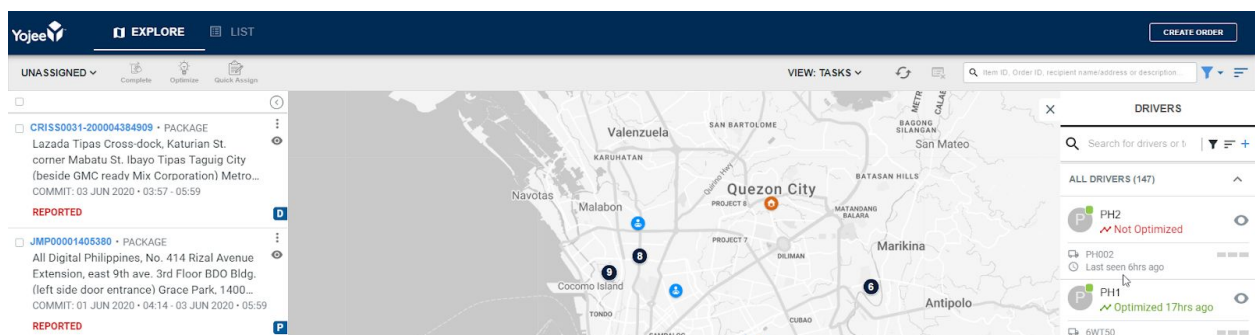 Yojee
EXPLORE
LIST
CREATE ORDER
UNASSIGNED
Complete
Optimize
Quick Assign
VIEW: TASKS
Item ID, Order ID, recipient name/address or description...
CRISS0031-200004384909 • PACKAGE
Lazada Tipas Cross-dock, Katurian St.
corner Mabatu St. Ibayo Tipas Taguig City
(beside GMC ready Mix Corporation) Metro...
COMMIT: 03 JUN 2020 • 03:57 - 05:59
REPORTED
D
JMP00001405380 • PACKAGE
All Digital Philippines, No. 414 Rizal Avenue
Extension, east 9th ave. 3rd Floor BDO Bldg.
(left side door entrance) Grace Park, 1400...
COMMIT: 01 JUN 2020 • 04:14 - 03 JUN 2020 • 05:59
REPORTED
P
Valenzuela
SAN BARTOLOME
BAGONG
SILANGAN
San Mateo
KARUHATAN
Quirino Hwy
BATASAN HILLS
Navotas
Quezon City
Malabon
PROJECT 8
MATANDANG
BALARA
PROJECT 7
DILIMAN
Marikina
8
9
Cocomo Island
6
Antipolo
TONDO
CUBAO
SAMPALOC
METR
CALAB
DRIVERS
Search for drivers or t
ALL DRIVERS (147)
P
PH2
Not Optimized
PH002
Last seen 6hrs ago
P
PH1
Optimized 17hrs ago
6WT50